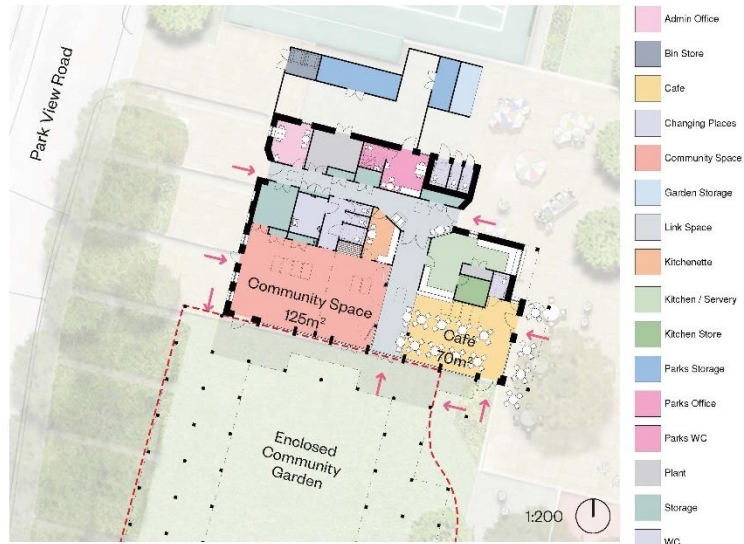 Park View Road
Community Space
125m²
Café
70m²
Enclosed
Community
Garden
1:200
Admin Office
Bin Store
Cafe
Changing Places
Community Space
Garden Storage
Link Space
Kitchenette
Kitchen / Servery
Kitchen Store
Parks Storage
Parks Office
Parks WC
Plant
Storage
WC